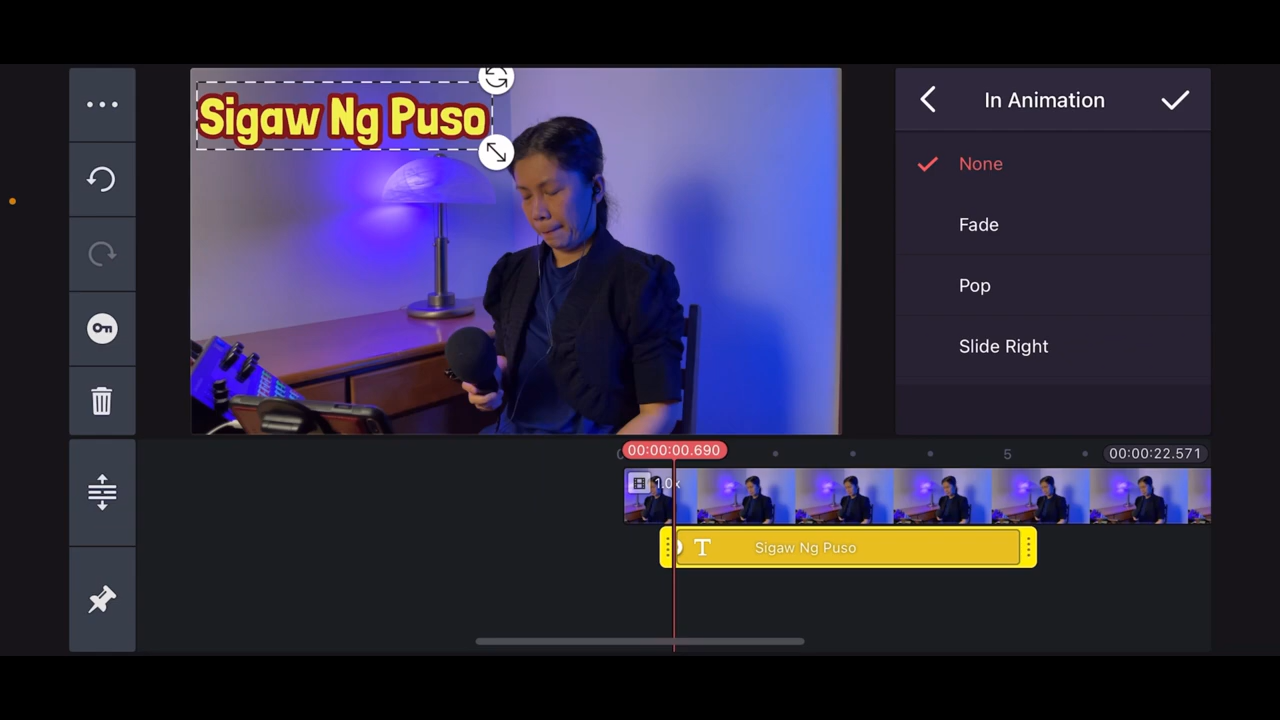 Sigaw Ng Puso
In Animation
None
Fade
Pop
Slide Right
00:00:00.690
5
00:00:22.571
1.0x
T Sigaw Ng Puso